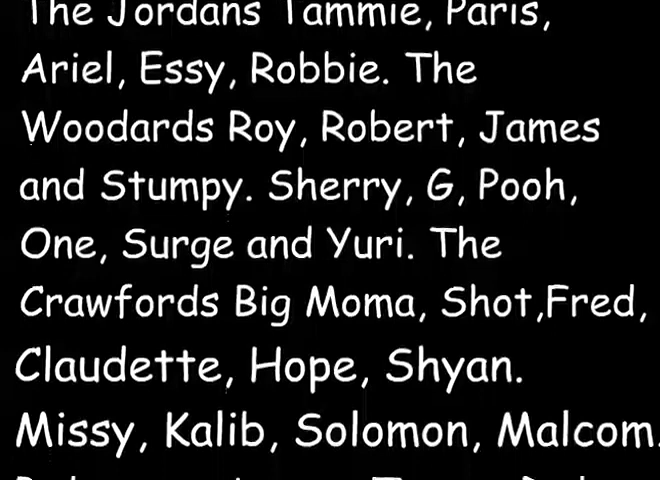 The Jordans Tammie, Paris,
Ariel, Essy, Robbie. The
Woodards Roy, Robert, James
and Stumpy. Sherry, G, Pooh,
One, Surge and Yuri. The
Crawfords Big Moma, Shot,Fred,
Claudette, Hope, Shyan.
Missy, Kalib, Solomon, Malcom.